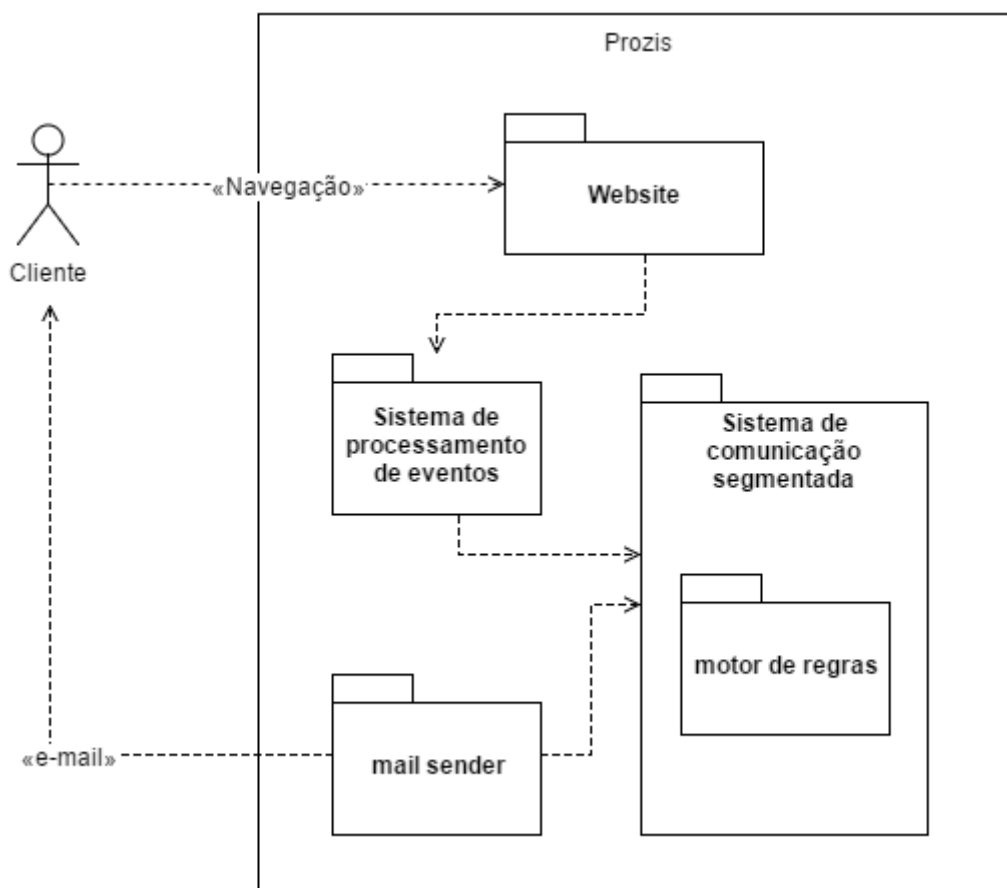 Prozis
«Navegação»
Website
Cliente
Sistema de
processamento
de eventos
Sistema de
comunicação
segmentada
motor de regras
«e-mail»
mail sender